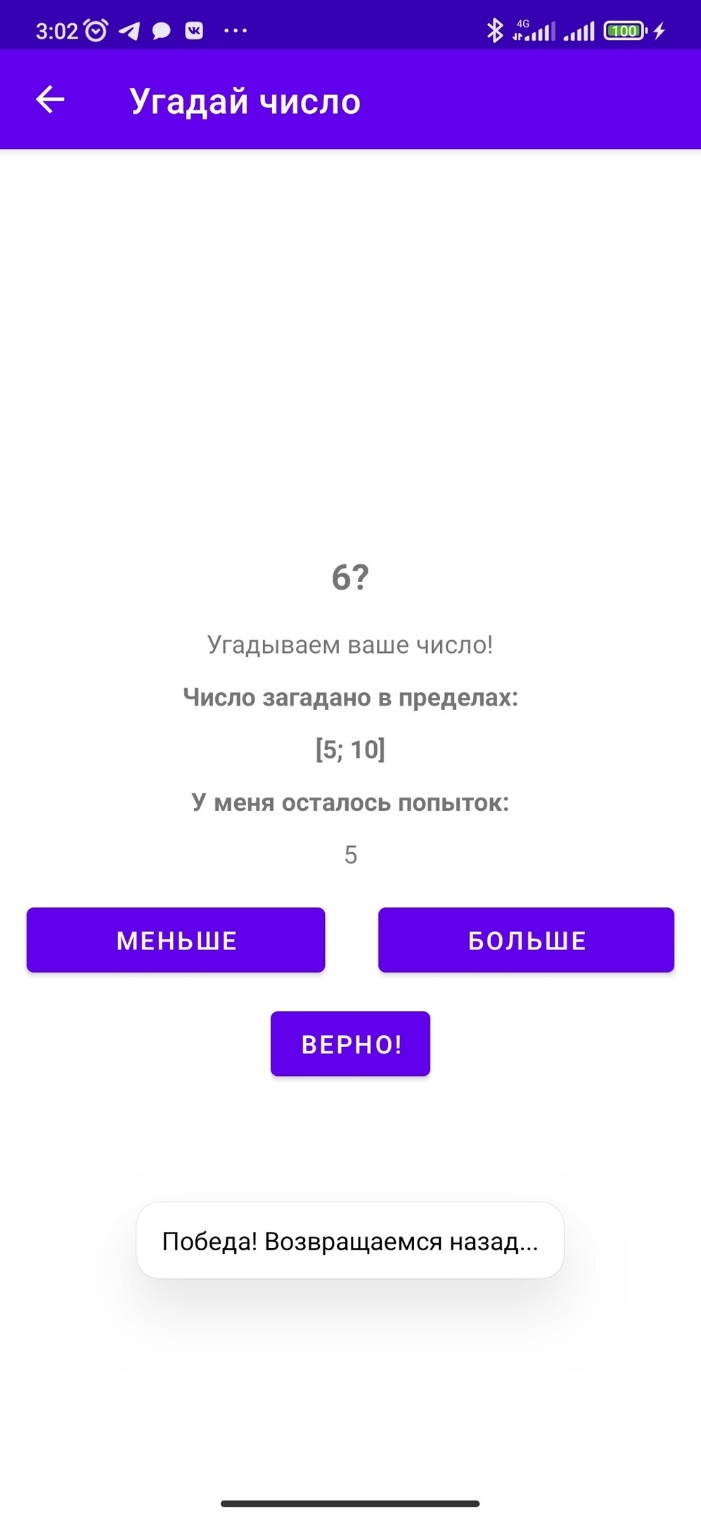 3:02
4G
100
Угадай число
6?
Угадываем ваше число!
Число загадано в пределах:
[5; 10]
У меня осталось попыток:
5
МЕНЬШЕ
БОЛЬШЕ
ВЕРНО!
Победа! Возвращаемся назад...